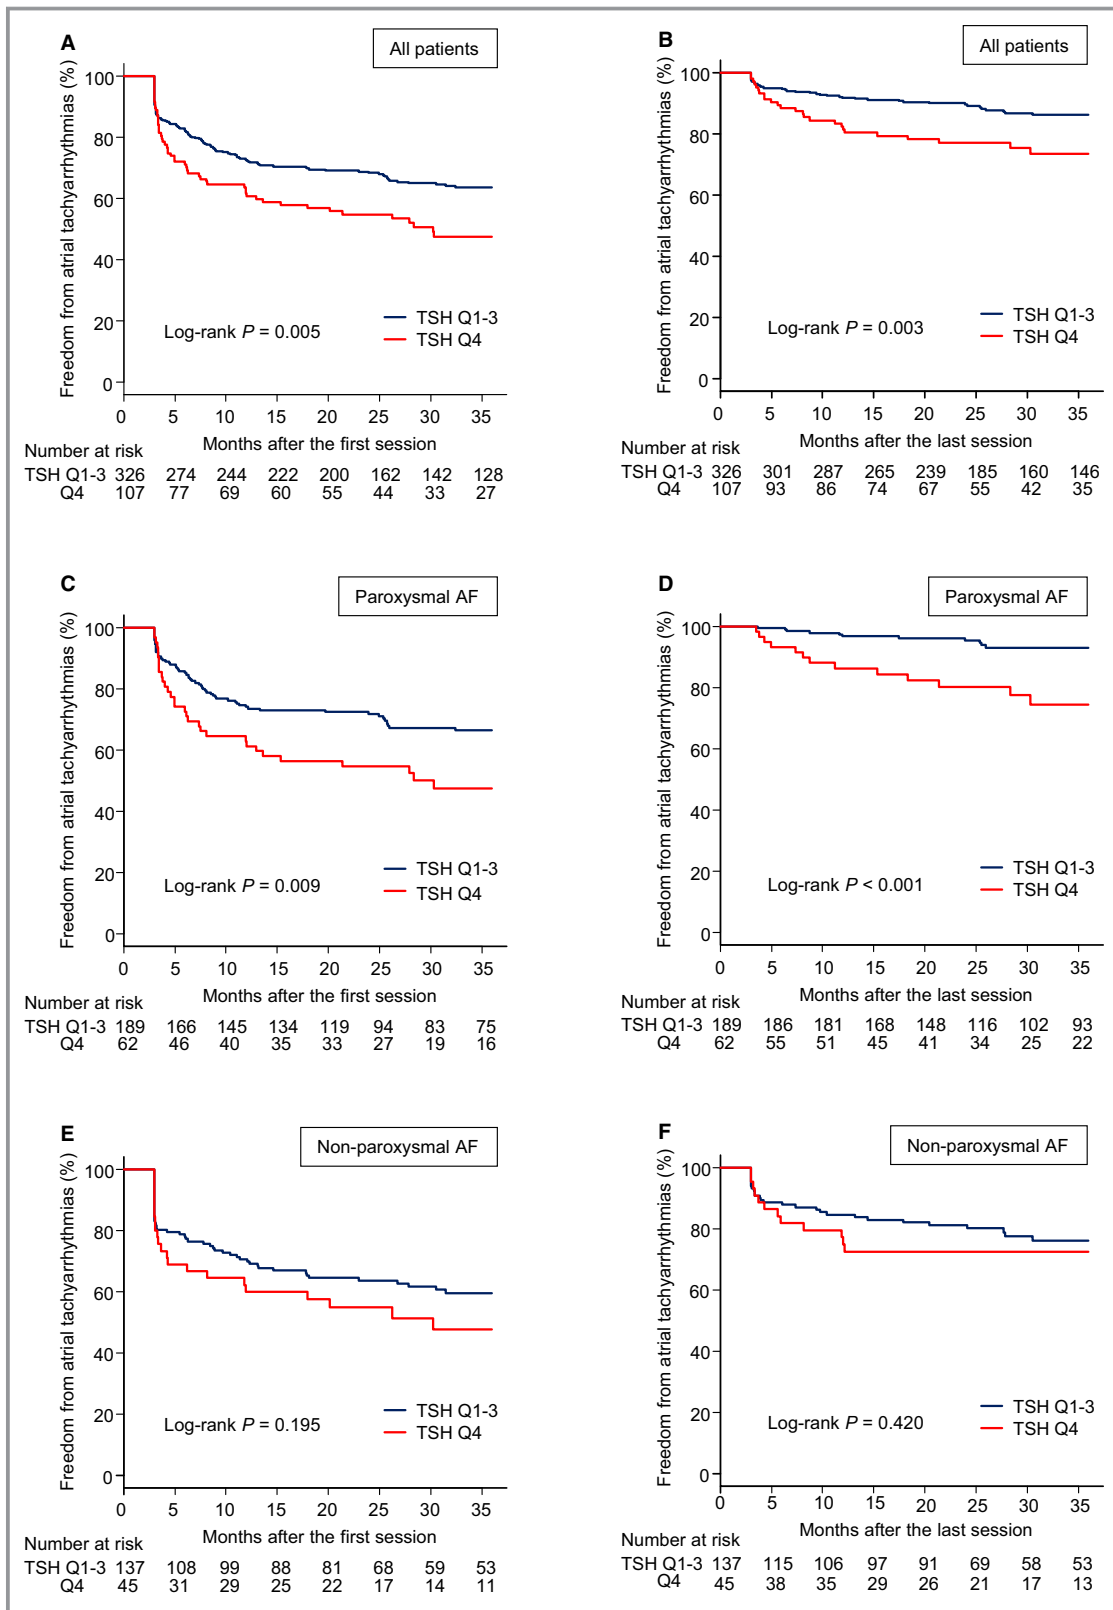 A
All patients
Freedom from atrial tachyarrhythmias (%)
100
80
60
40
20
0
Log-rank P = 0.005
TSH Q1-3
TSH Q4
0 5 10 15 20 25 30 35
Months after the first session
Number at risk
TSH Q1-3 326 274 244 222 200 162 142 128
Q4 107 77 69 60 55 44 33 27
B
All patients
Freedom from atrial tachyarrhythmias (%)
100
80
60
40
20
0
Log-rank P = 0.003
TSH Q1-3
TSH Q4
0 5 10 15 20 25 30 35
Months after the last session
Number at risk
TSH Q1-3 326 301 287 265 239 185 160 146
Q4 107 93 86 74 67 55 42 35
C
Paroxysmal AF
Freedom from atrial tachyarrhythmias (%)
100
80
60
40
20
0
Log-rank P = 0.009
TSH Q1-3
TSH Q4
0 5 10 15 20 25 30 35
Months after the first session
Number at risk
TSH Q1-3 189 166 145 134 119 94 83 75
Q4 62 46 40 35 33 27 19 16
D
Paroxysmal AF
Freedom from atrial tachyarrhythmias (%)
100
80
60
40
20
0
Log-rank P < 0.001
TSH Q1-3
TSH Q4
0 5 10 15 20 25 30 35
Months after the last session
Number at risk
TSH Q1-3 189 186 181 168 148 116 102 93
Q4 62 55 51 45 41 34 25 22
E
Non-paroxysmal AF
Freedom from atrial tachyarrhythmias (%)
100
80
60
40
20
0
Log-rank P = 0.195
TSH Q1-3
TSH Q4
0 5 10 15 20 25 30 35
Months after the first session
Number at risk
TSH Q1-3 137 108 99 88 81 68 59 53
Q4 45 31 29 25 22 17 14 11
F
Non-paroxysmal AF
Freedom from atrial tachyarrhythmias (%)
100
80
60
40
20
0
Log-rank P = 0.420
TSH Q1-3
TSH Q4
0 5 10 15 20 25 30 35
Months after the last session
Number at risk
TSH Q1-3 137 115 106 97 91 69 58 53
Q4 45 38 35 29 26 21 17 13